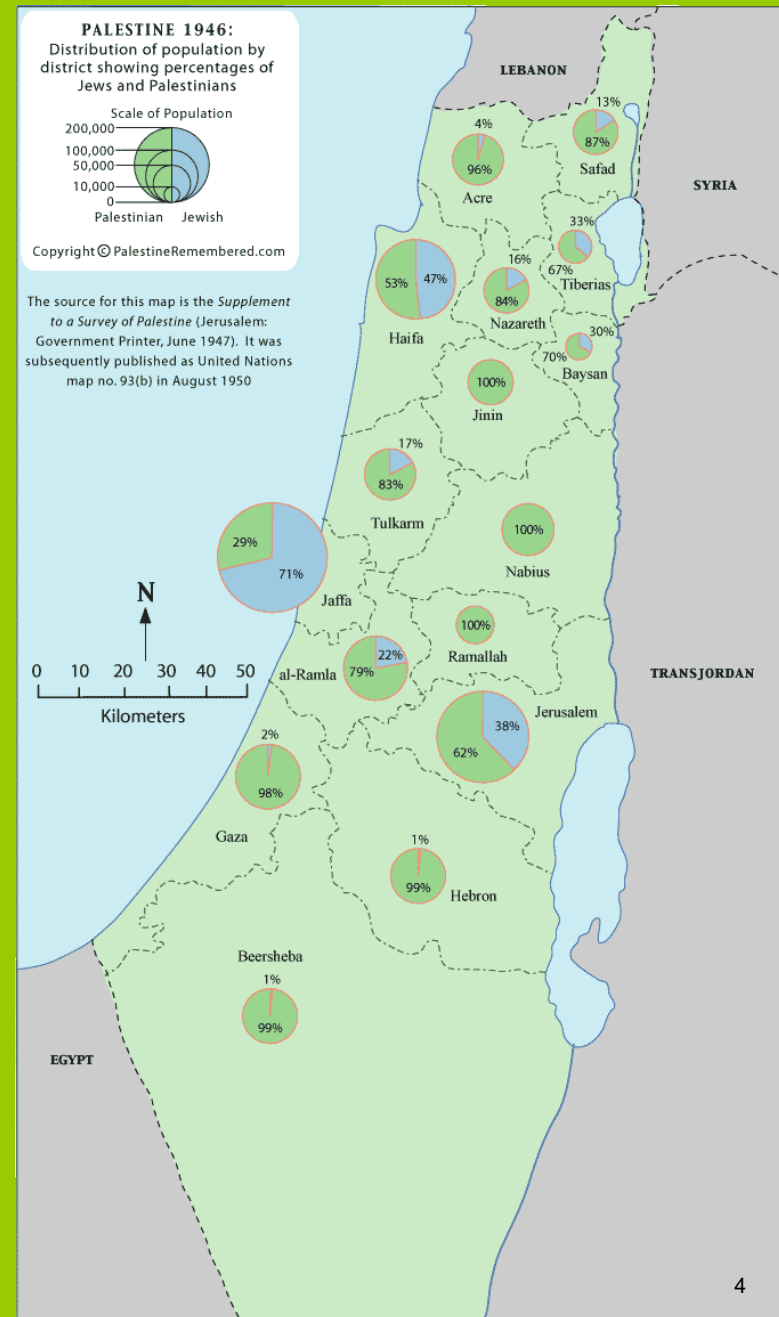 PALESTINE 1946:
Distribution of population by
district showing percentages of
Jews and Palestinians
Scale of Population
200,000
100,000
50,000
10,000
0
Palestinian Jewish
Copyright © PalestineRemembered.com
The source for this map is the Supplement
to a Survey of Palestine (Jerusalem:
Government Printer, June 1947). It was
subsequently published as United Nations
map no. 93(b) in August 1950
LEBANON
SYRIA
4%
96%
Acre
13%
87%
Safad
33%
67%
Tiberias
53%
47%
Haifa
16%
84%
Nazareth
30%
70%
Baysan
100%
Jinin
17%
83%
Tulkarm
100%
Nabius
29%
71%
Jaffa
N
0 10 20 30 40 50
Kilometers
100%
Ramallah
22%
79%
al-Ramla
TRANSJORDAN
Jerusalem
38%
62%
2%
98%
Gaza
1%
99%
Hebron
Beersheba
1%
99%
EGYPT
4